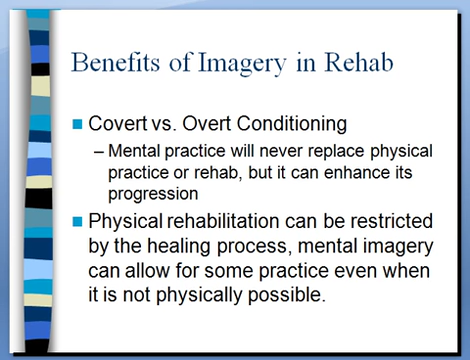 Benefits of Imagery in Rehab
Covert vs. Overt Conditioning
– Mental practice will never replace physical
practice or rehab, but it can enhance its
progression
Physical rehabilitation can be restricted
by the healing process, mental imagery
can allow for some practice even when
it is not physically possible.